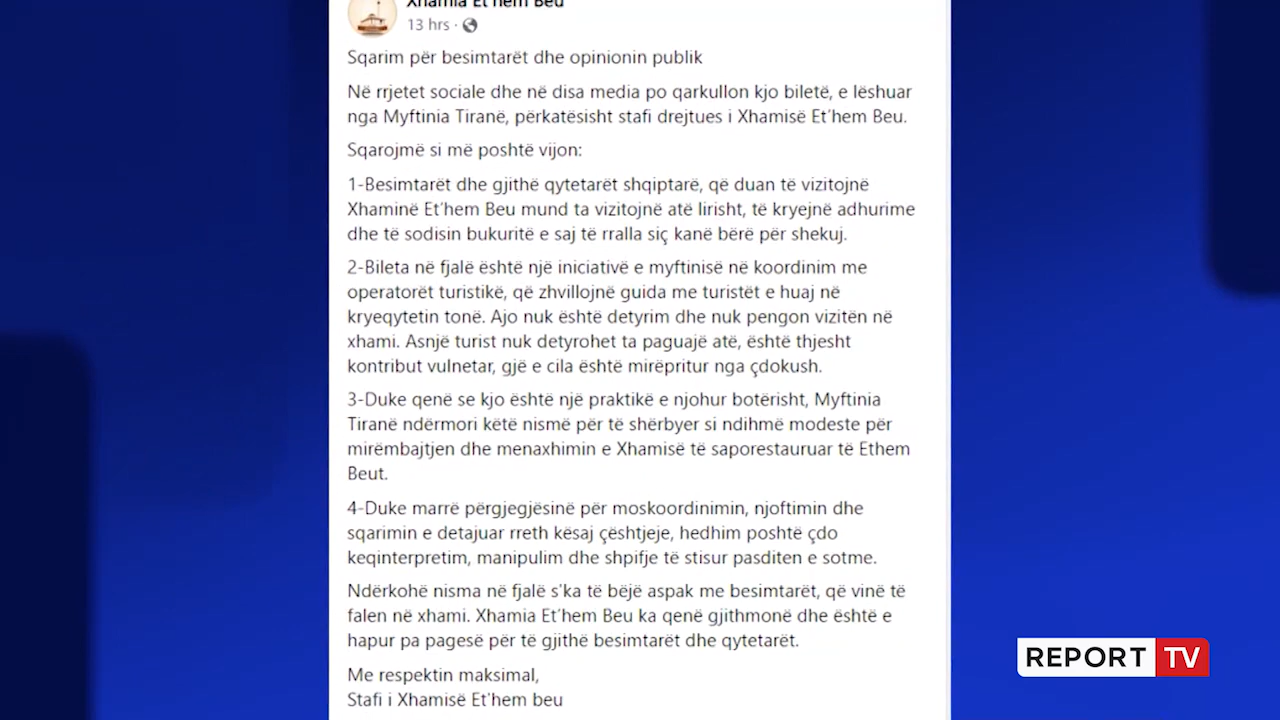 Xhamia Et'hem Beu
13 hrs ·
Sqarim për besimtarët dhe opinionin publik
Në rrjetet sociale dhe në disa media po qarkullon kjo biletë, e lëshuar
nga Myftinia Tiranë, përkatësisht stafi drejtues i Xhamisë Et’hem Beu.
Sqarojmë si më poshtë vijon:
1-Besimtarët dhe gjithë qytetarët shqiptarë, që duan të vizitojnë
Xhaminë Et’hem Beu mund ta vizitojnë atë lirisht, të kryejnë adhurime
dhe të sodisin bukuritë e saj të rralla siç kanë bërë për shekuj.
2-Bileta në fjalë është një iniciativë e myftinisë në koordinim me
operatorët turistikë, që zhvillojnë guida me turistët e huaj në
kryeqytetin tonë. Ajo nuk është detyrim dhe nuk pengon vizitën në
xhami. Asnjë turist nuk detyrohet ta paguajë atë, është thjesht
kontribut vulnetar, gjë e cila është mirëpritur nga çdokush.
3-Duke qenë se kjo është një praktikë e njohur botërisht, Myftinia
Tiranë ndërmori këtë nismë për të shërbyer si ndihmë modeste për
mirëmbajtjen dhe menaxhimin e Xhamisë të saporestauruar të Ethem
Beut.
4-Duke marrë përgjegjësinë për moskoordinimin, njoftimin dhe
sqarimin e detajuar rreth kësaj çështjeje, hedhim poshtë çdo
keqinterpretim, manipulim dhe shpifje të stisur pasditen e sotme.
Ndërkohë nisma në fjalë s'ka të bëjë aspak me besimtarët, që vinë të
falen në xhami. Xhamia Et’hem Beu ka qenë gjithmonë dhe është e
hapur pa pagesë për të gjithë besimtarët dhe qytetarët.
Me respektin maksimal,
Stafi i Xhamisë Et'hem beu
REPORT TV